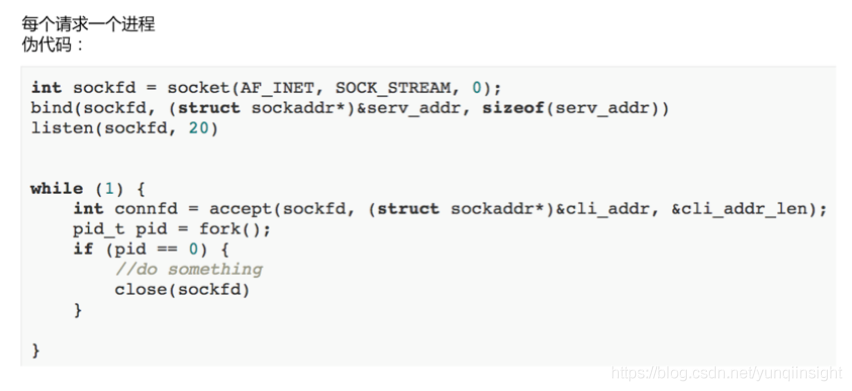 每个请求一个进程
伪代码：
int sockfd = socket(AF_INET, SOCK_STREAM, 0);
bind(sockfd, (struct sockaddr*)&serv_addr, sizeof(serv_addr))
listen(sockfd, 20)
while (1) {
    int connfd = accept(sockfd, (struct sockaddr*)&cli_addr, &cli_addr_len);
    pid_t pid = fork();
    if (pid == 0) {
        //do something
        close(sockfd)
    }
}
https://blog.csdn.net/yunqiinsight